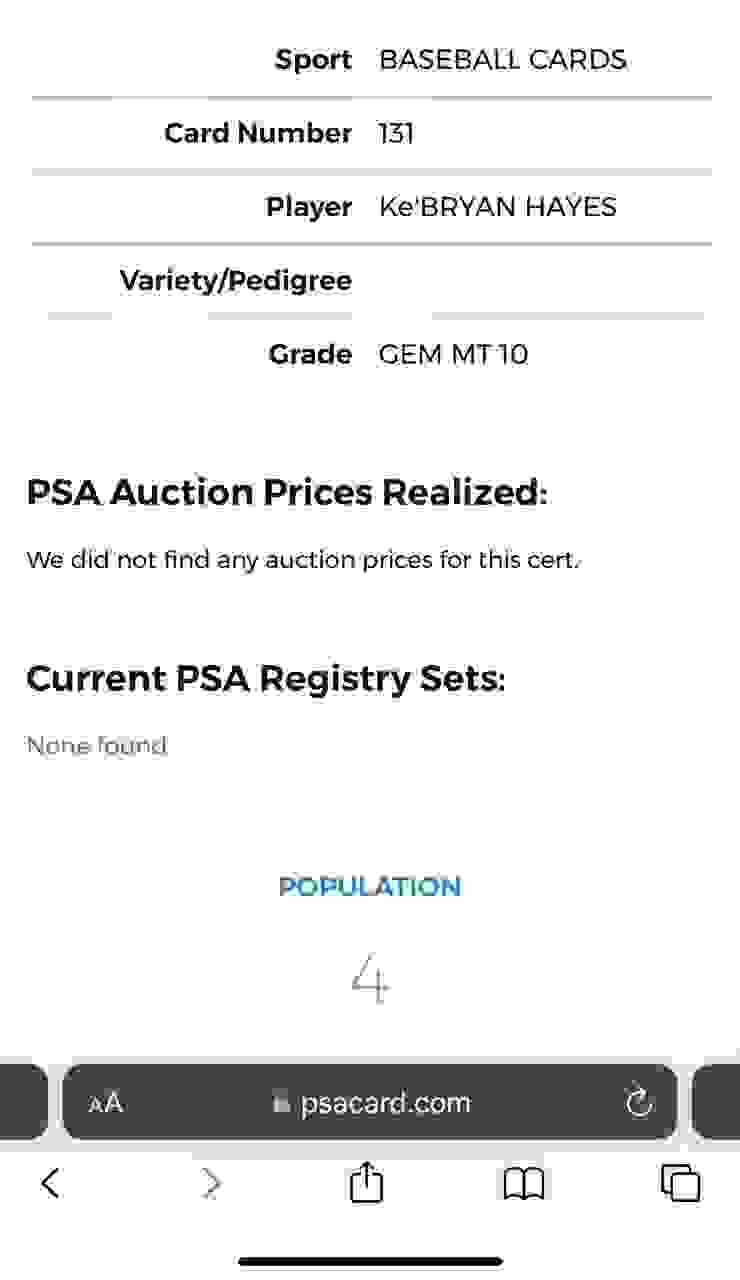 Sport BASEBALL CARDS
Card Number 131
Player Ke'BRYAN HAYES
Variety/Pedigree
Grade GEM MT 10
PSA Auction Prices Realized:
We did not find any auction prices for this cert.
Current PSA Registry Sets:
None found
POPULATION
4
AA psacard.com